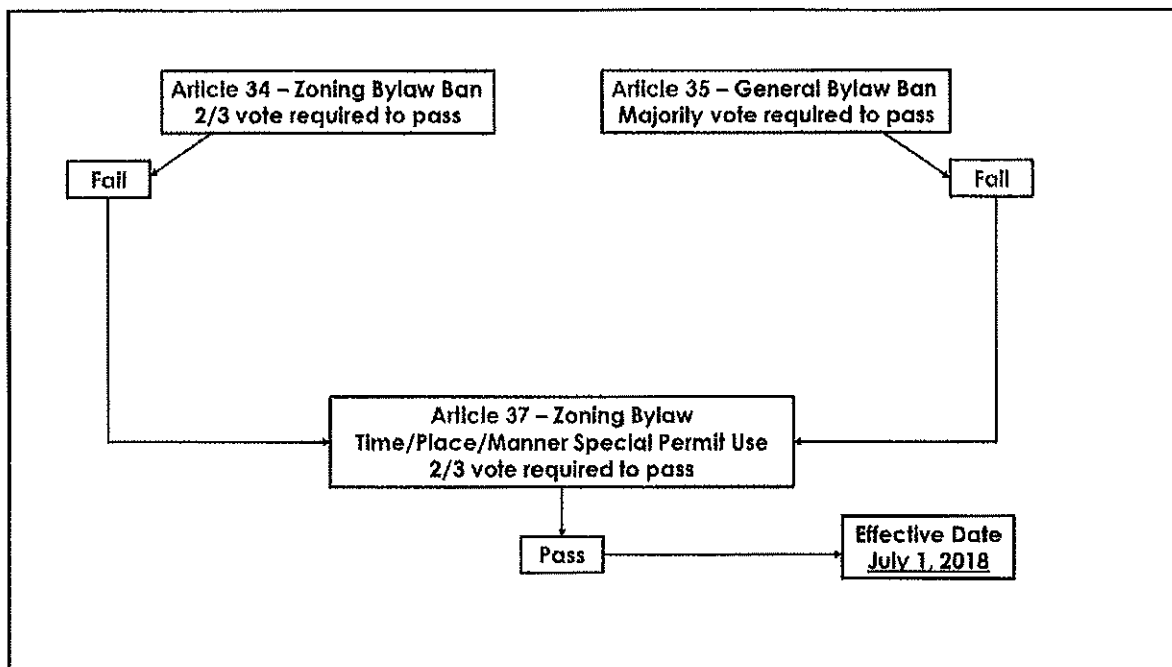 Article 34 – Zoning Bylaw Ban
2/3 vote required to pass
Article 35 – General Bylaw Ban
Majority vote required to pass
Fail
Fail
Article 37 – Zoning Bylaw
Time/Place/Manner Special Permit Use
2/3 vote required to pass
Pass
Effective Date
July 1, 2018